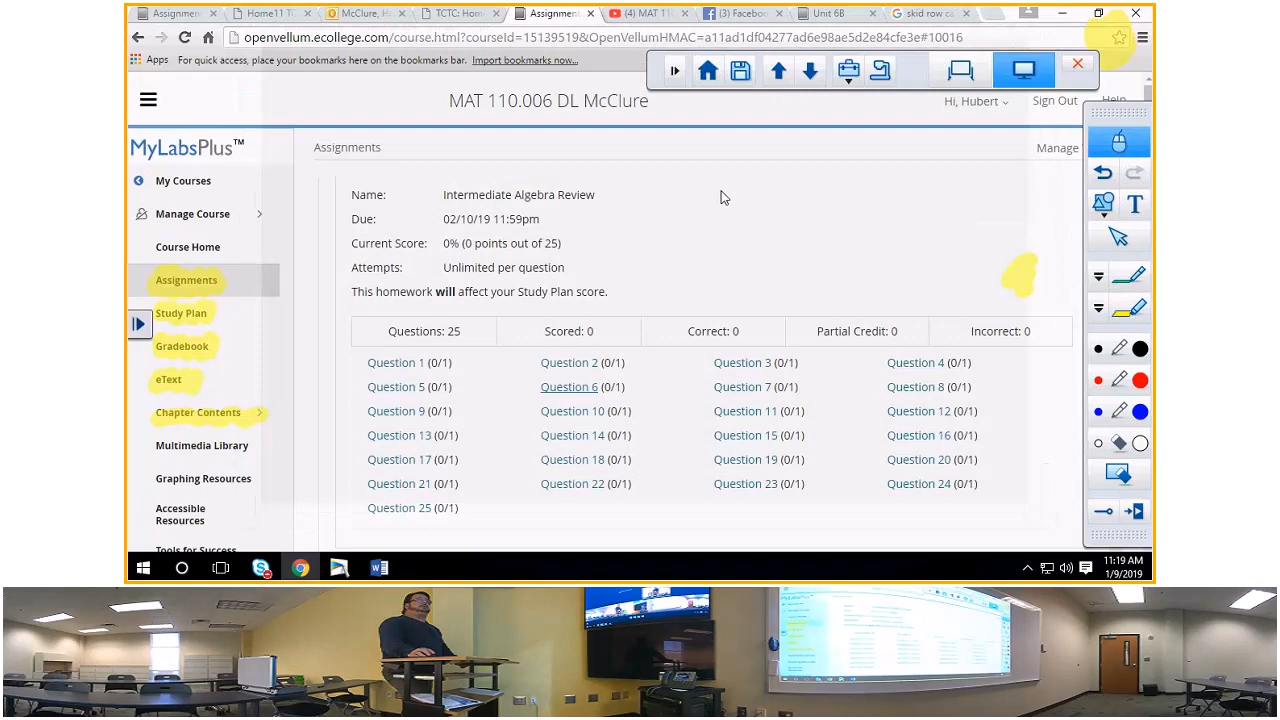 Assignmen
Home11 TC
McClure, H
TCTC: Hom
Assignmen
(4) MAT 11
(3) Faceboo
Unit 6B
skid row ca
openvellum.ecollege.com/course.html?courseId=15139519&OpenVellumHMAC=a11ad1df04277ad6e98ae5d2e84cfe3e#10016
Apps For quick access, place your bookmarks here on the bookmarks bar. Import bookmarks now...
MAT 110.006 DL McClure
Hi, Hubert Sign Out Help
MyLabsPlus™
Assignments
Manage
My Courses
Manage Course
Course Home
Assignments
Study Plan
Gradebook
eText
Chapter Contents
Multimedia Library
Graphing Resources
Accessible
Resources
Tools for Success
Name: Intermediate Algebra Review
Due: 02/10/19 11:59pm
Current Score: 0% (0 points out of 25)
Attempts: Unlimited per question
This homework will affect your Study Plan score.
Questions: 25 Scored: 0 Correct: 0 Partial Credit: 0 Incorrect: 0
Question 1 (0/1) Question 2 (0/1) Question 3 (0/1) Question 4 (0/1)
Question 5 (0/1) Question 6 (0/1) Question 7 (0/1) Question 8 (0/1)
Question 9 (0/1) Question 10 (0/1) Question 11 (0/1) Question 12 (0/1)
Question 13 (0/1) Question 14 (0/1) Question 15 (0/1) Question 16 (0/1)
Question 17 (0/1) Question 18 (0/1) Question 19 (0/1) Question 20 (0/1)
Question 21 (0/1) Question 22 (0/1) Question 23 (0/1) Question 24 (0/1)
Question 25 (0/1)
T
11:19 AM
1/9/2019